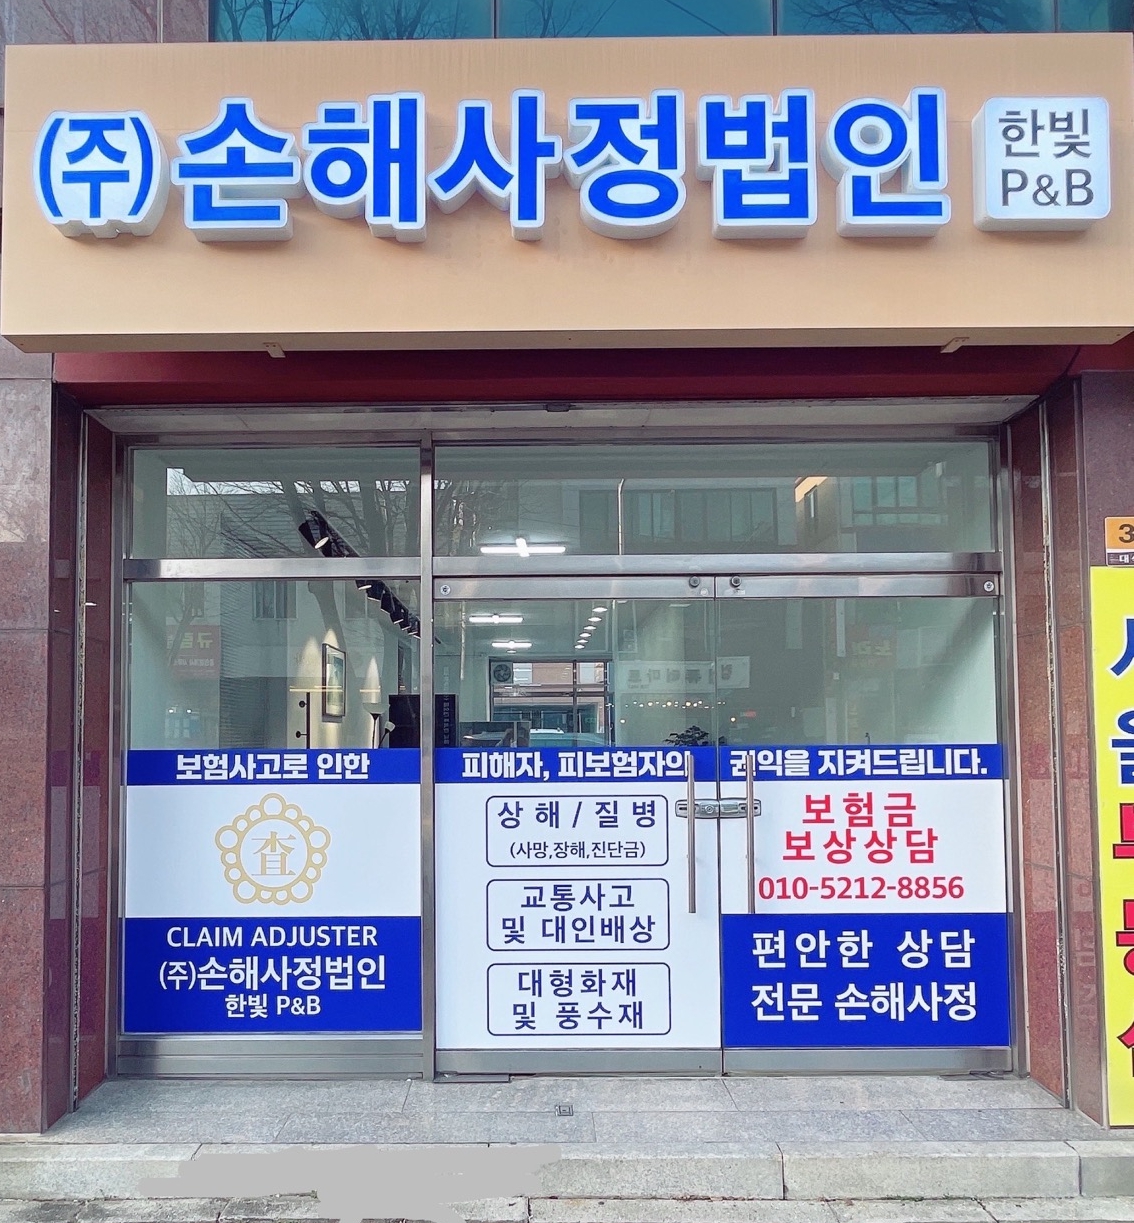 (주)손해사정법인
한빛
P&B
보험사고로 인한
피해자, 피보험자의 권익을 지켜드립니다.
査
CLAIM ADJUSTER
(주)손해사정법인
한빛 P&B
상 해 / 질 병
(사망,장해,진단금)
교통사고
및 대인배상
대형화재
및 풍수재
보험금
보상상담
010-5212-8856
편안한 상담
전문 손해사정
3